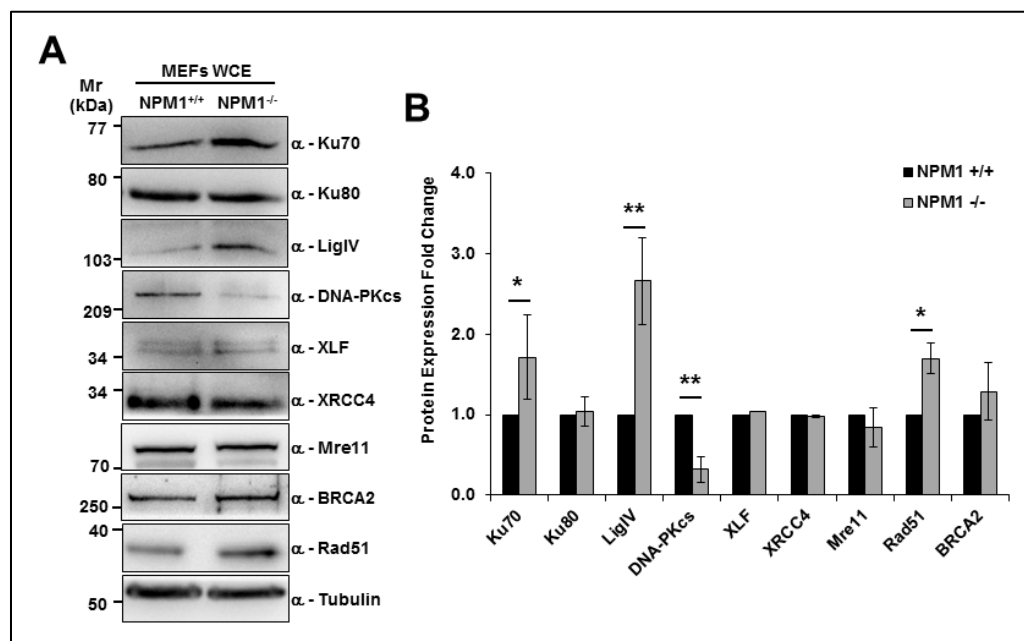 A
MEFs WCE
Mr
(kDa)
NPM1+/+ NPM1-/-
77
α - Ku70
80
α - Ku80
103
α - LigIV
209
α - DNA-PKcs
34
α - XLF
34
α - XRCC4
70
α - Mre11
250
α - BRCA2
40
α - Rad51
50
α - Tubulin
B
Protein Expression Fold Change
4.0
3.0
2.0
1.0
0.0
NPM1 +/+
NPM1 -/-
*
**
**
*
Ku70
Ku80
LigIV
DNA-PKcs
XLF
XRCC4
Mre11
Rad51
BRCA2